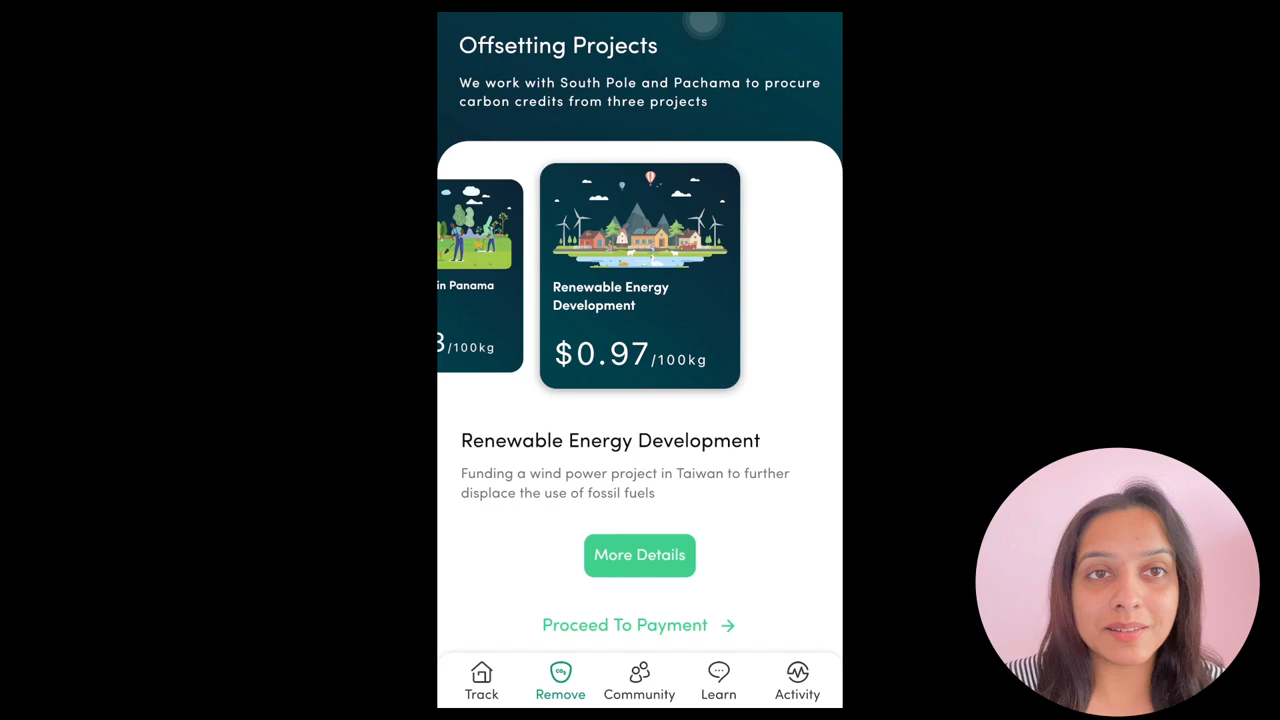 Offsetting Projects
We work with South Pole and Pachama to procure
carbon credits from three projects
in Panama
/100kg
Renewable Energy
Development
$0.97/100kg
Renewable Energy Development
Funding a wind power project in Taiwan to further
displace the use of fossil fuels
More Details
Proceed To Payment →
Track
Remove
Community
Learn
Activity